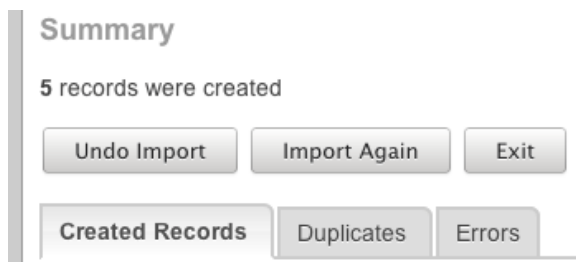 Summary
5 records were created
Undo Import Import Again Exit
Created Records Duplicates Errors